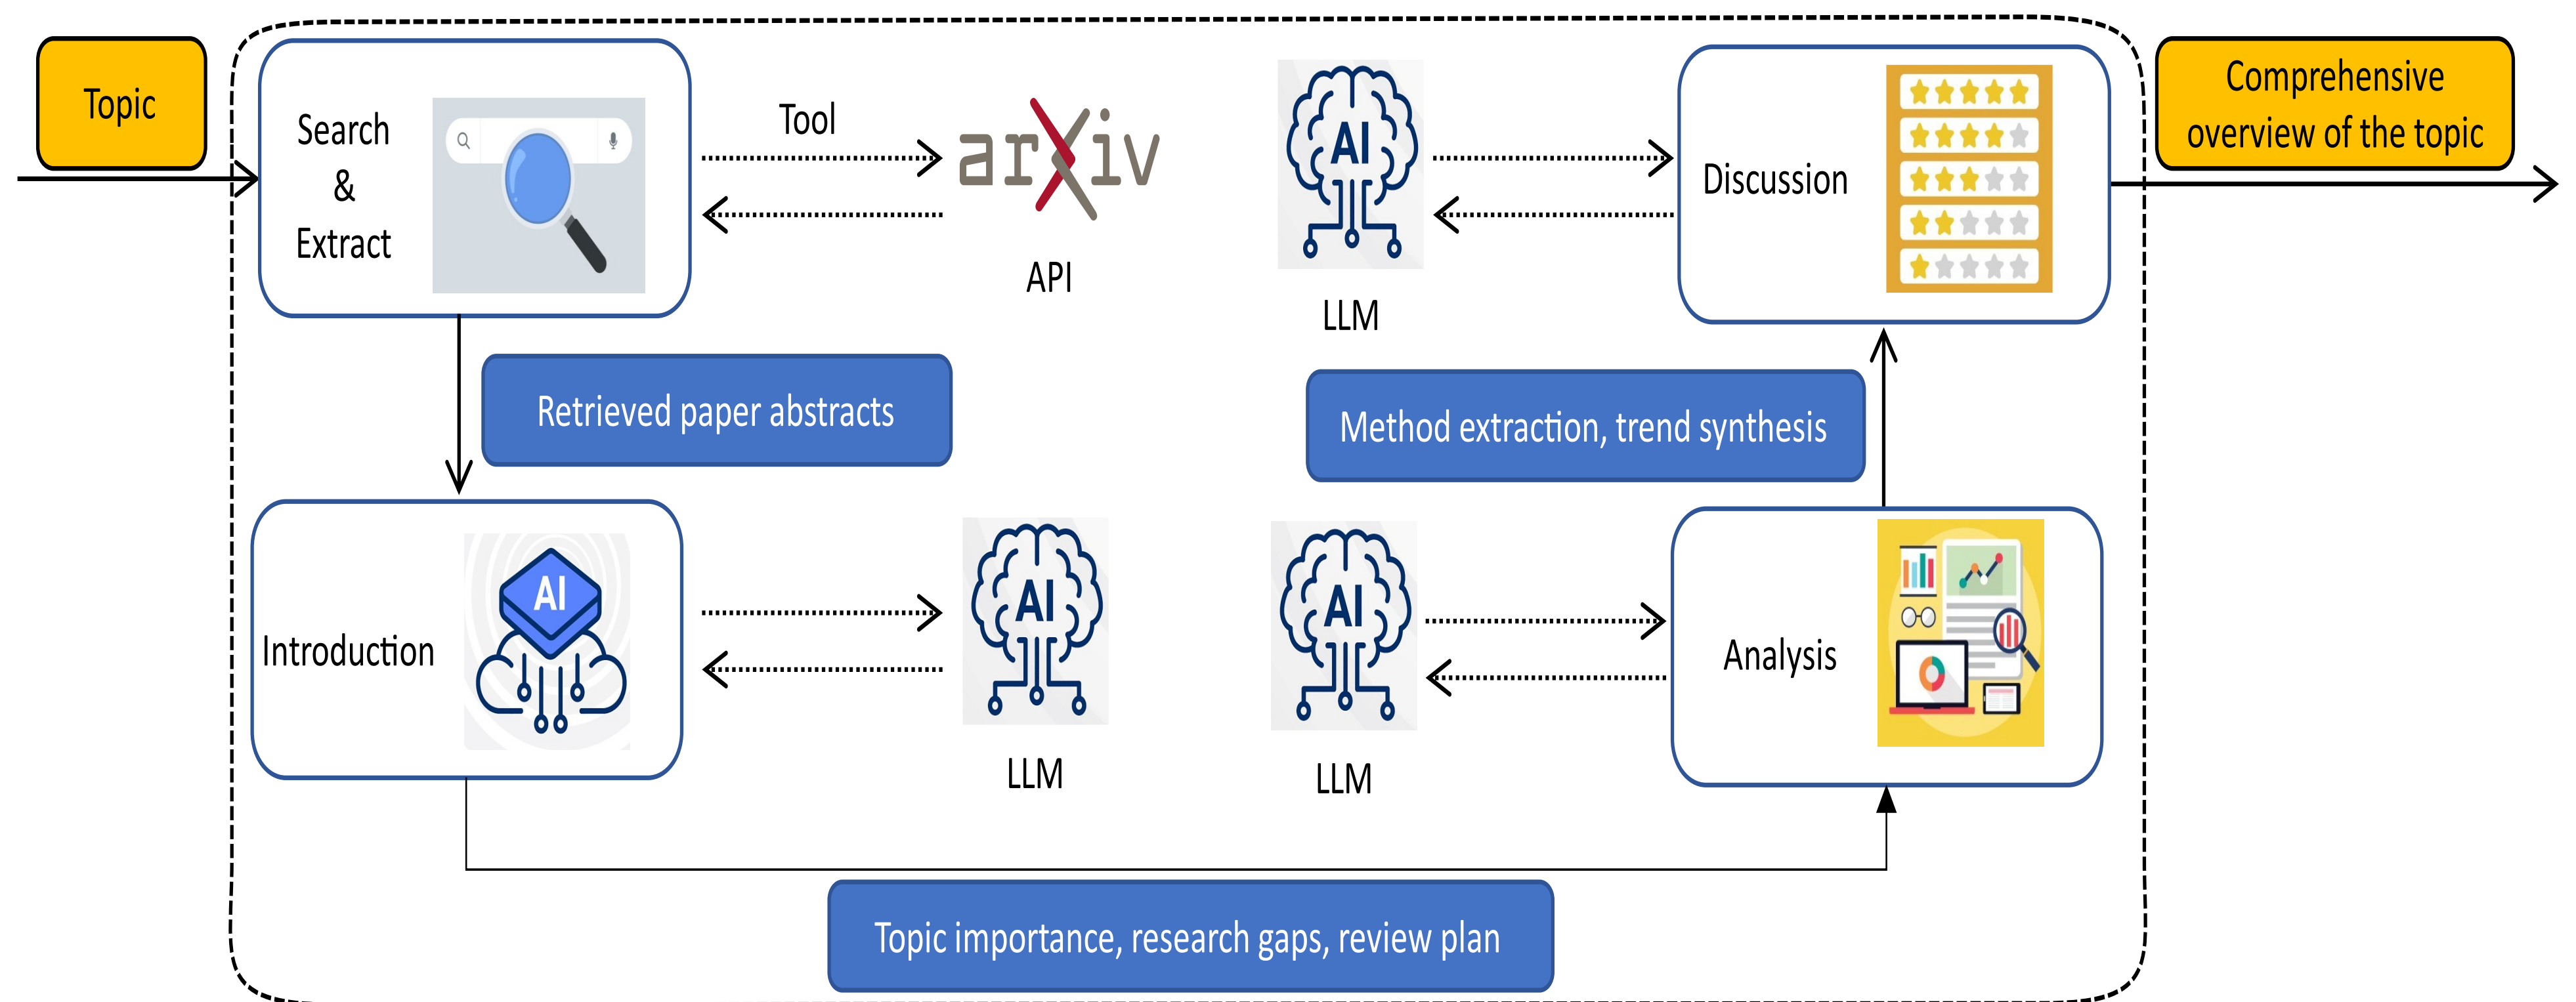 Topic
Search
&
Extract
Tool
arXiv
API
AI
LLM
Discussion
Comprehensive
overview of the topic
Retrieved paper abstracts
Method extraction, trend synthesis
Introduction
AI
AI
LLM
AI
LLM
Analysis
Topic importance, research gaps, review plan